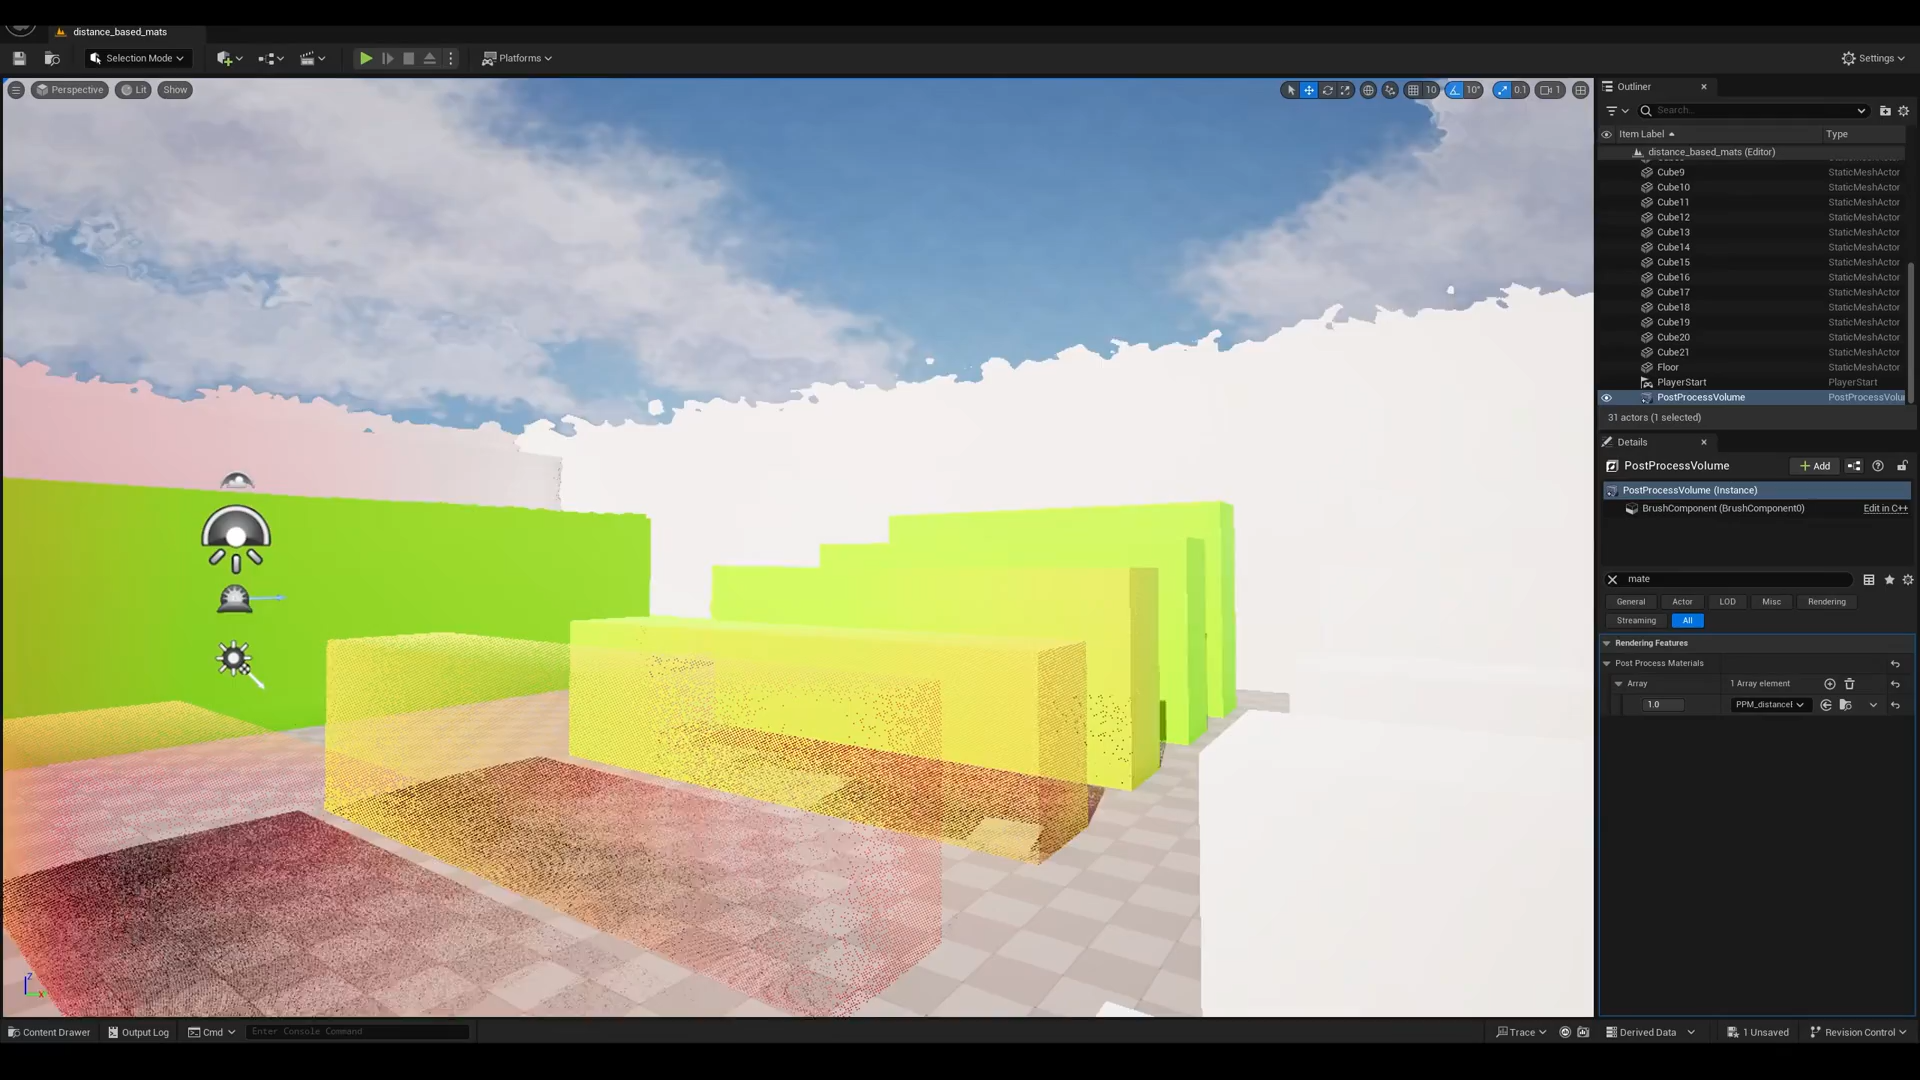 distance_based_mats
Selection Mode
Platforms
Settings
Perspective
Lit
Show
10
10°
0.1
1
Outliner
Search...
Item Label
Type
distance_based_mats (Editor)
Cube9 StaticMeshActor
Cube10 StaticMeshActor
Cube11 StaticMeshActor
Cube12 StaticMeshActor
Cube13 StaticMeshActor
Cube14 StaticMeshActor
Cube15 StaticMeshActor
Cube16 StaticMeshActor
Cube17 StaticMeshActor
Cube18 StaticMeshActor
Cube19 StaticMeshActor
Cube20 StaticMeshActor
Cube21 StaticMeshActor
Floor StaticMeshActor
PlayerStart PlayerStart
PostProcessVolume PostProcessVolu
31 actors (1 selected)
Details
PostProcessVolume
Add
PostProcessVolume (Instance)
BrushComponent (BrushComponent0) Edit in C++
mate
General Actor LOD Misc Rendering
Streaming All
Rendering Features
Post Process Materials
Array 1 Array element
1.0 PPM_distancel
Z
X
Content Drawer
Output Log
Cmd
Enter Console Command
Trace
Derived Data
1 Unsaved
Revision Control